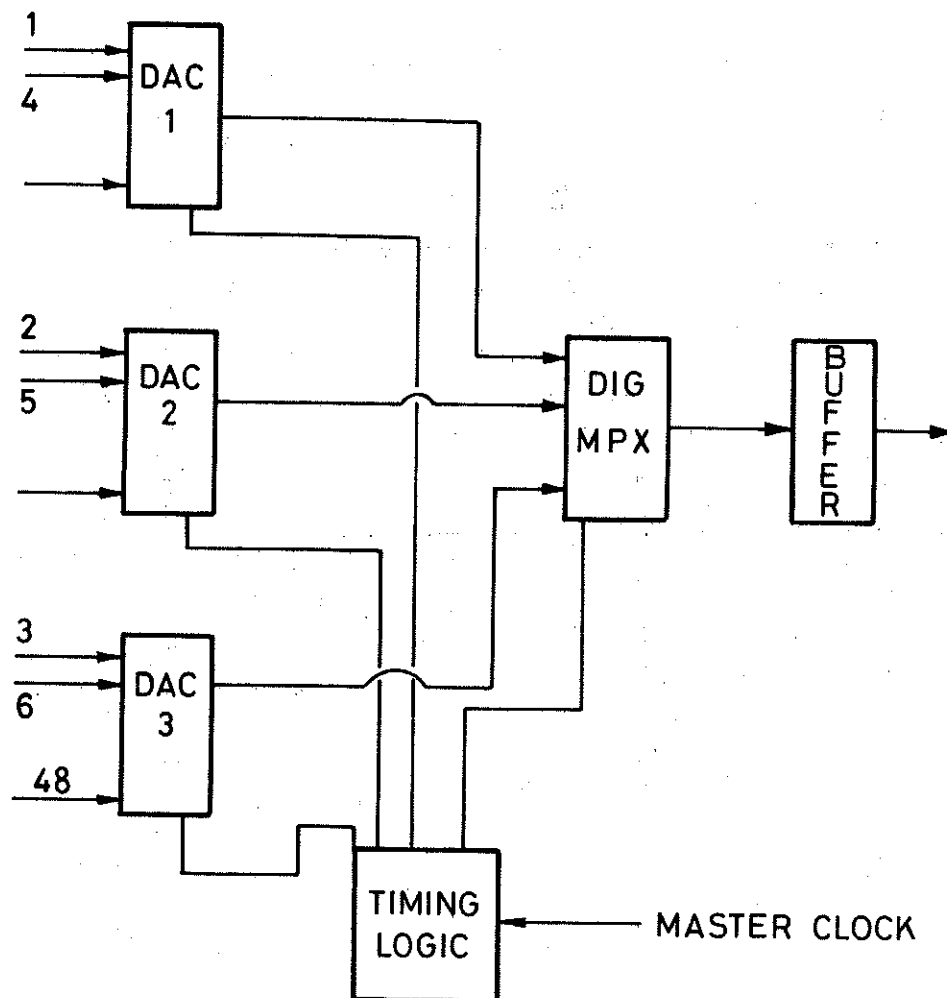 1
4
DAC
1
2
5
DAC
2
3
6
48
DAC
3
DIG
MPX
BUFFER
TIMING
LOGIC
MASTER CLOCK